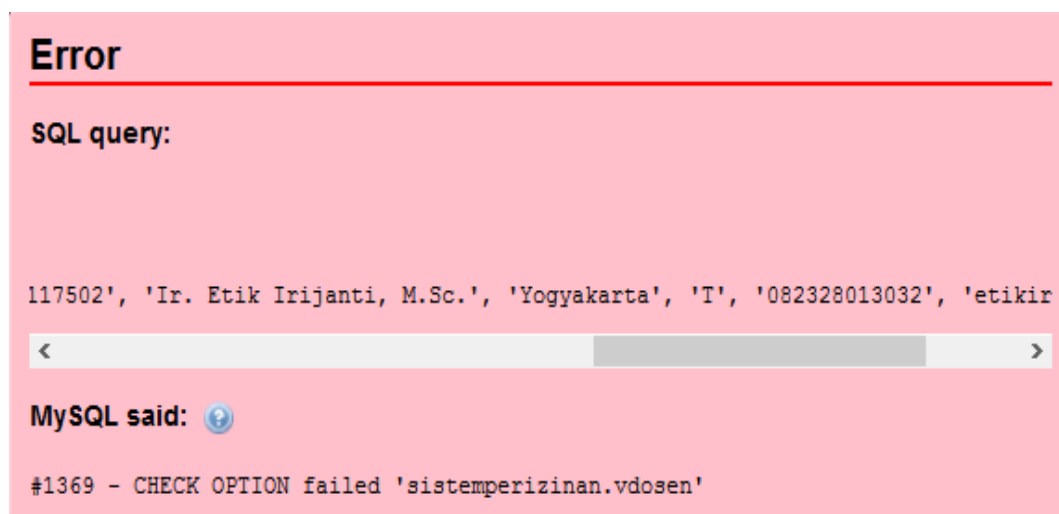 Error
SQL query:
117502', 'Ir. Etik Irijanti, M.Sc.', 'Yogyakarta', 'T', '082328013032', 'etikir
MySQL said:
#1369 - CHECK OPTION failed 'sistemperizinan.vdosen'